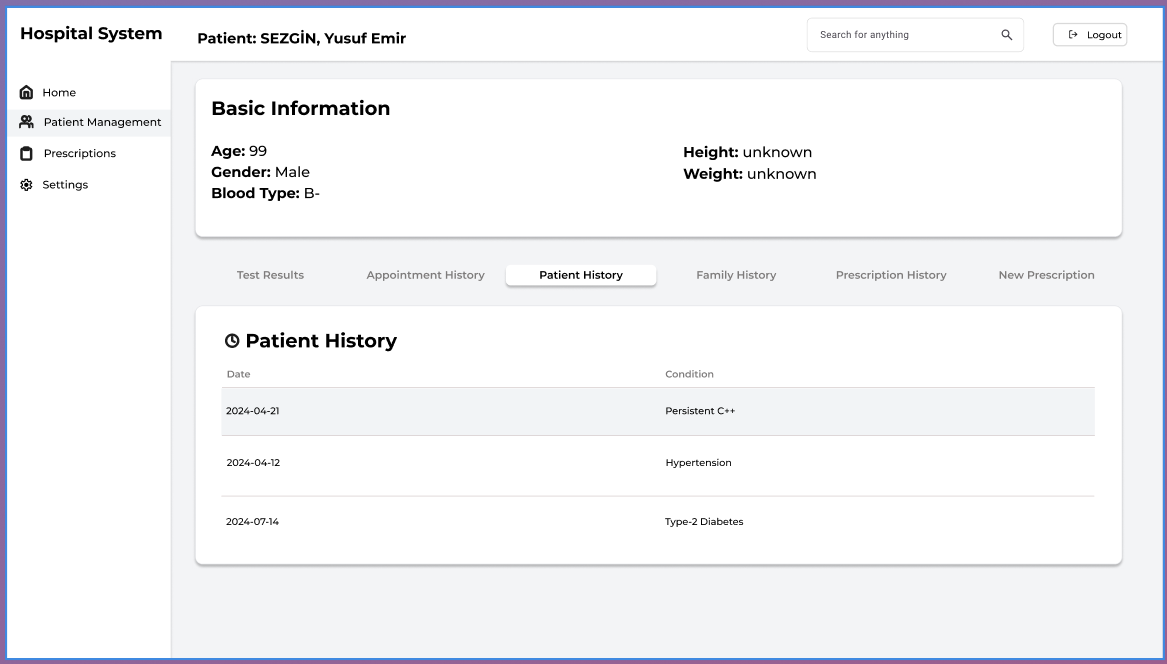 Hospital System
Patient: SEZGİN, Yusuf Emir
Search for anything
Logout
Home
Patient Management
Prescriptions
Settings
Basic Information
Age: 99
Gender: Male
Blood Type: B-
Height: unknown
Weight: unknown
Test Results
Appointment History
Patient History
Family History
Prescription History
New Prescription
Patient History
Date Condition
2024-04-21 Persistent C++
2024-04-12 Hypertension
2024-07-14 Type-2 Diabetes